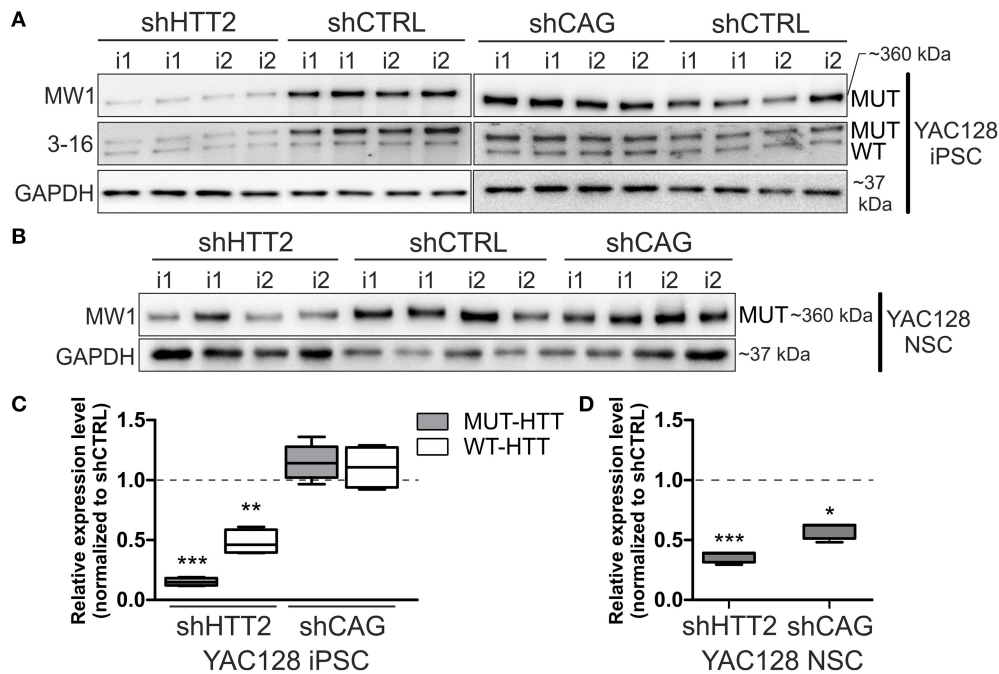 A
shHTT2 shCTRL shCAG shCTRL
i1 i1 i2 i2 i1 i1 i2 i2 i1 i1 i2 i2 i1 i1 i2 i2
~360 kDa
MW1 MUT
3-16 MUT
WT
GAPDH ~37
kDa
YAC128
iPSC
B
shHTT2 shCTRL shCAG
i1 i1 i2 i2 i1 i1 i2 i2 i1 i1 i2 i2
MW1 MUT ~360 kDa
GAPDH ~37 kDa
YAC128
NSC
C
Relative expression level
(normalized to shCTRL)
1.5
1.0
0.5
0.0
***
**
MUT-HTT
WT-HTT
shHTT2 shCAG
YAC128 iPSC
D
Relative expression level
(normalized to shCTRL)
1.5
1.0
0.5
0.0
***
*
shHTT2 shCAG
YAC128 NSC